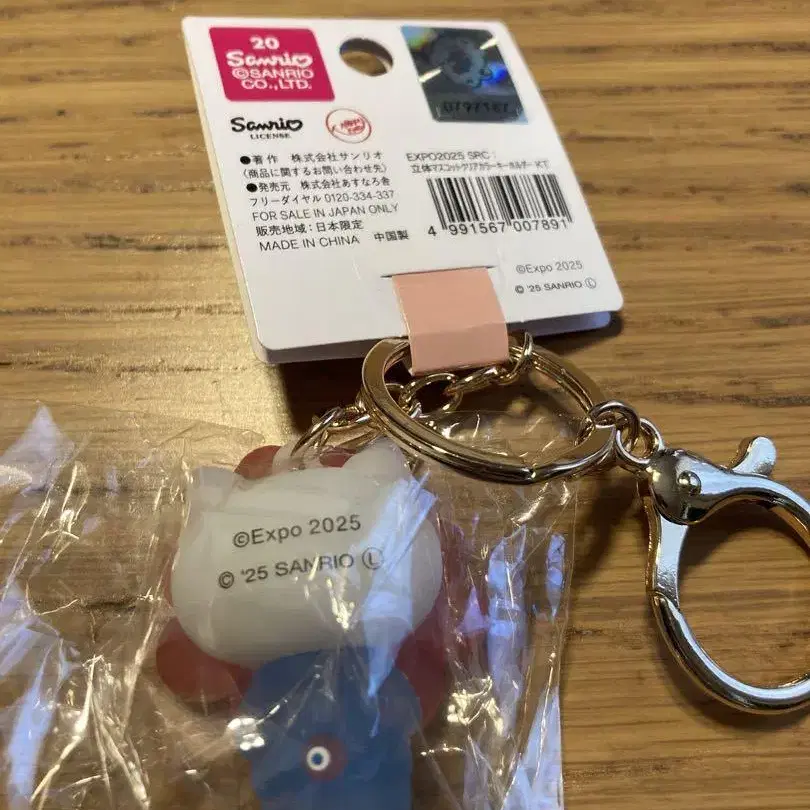 20
Sanrio
©SANRIO
CO.,LTD.
Sanrio
LICENSE
●著作 株式会社サンリオ
(商品に関するお問い合わせ先)
●発売元 株式会社あすなろ舎
フリーダイヤル 0120-334-337
FOR SALE IN JAPAN ONLY
販売地域:日本限定
MADE IN CHINA 中国製
0797187
EXPO2025 SRC
立体マスコットクリアカラーキーホルダー KT
4 991567 007891
©Expo 2025
© '25 SANRIO Ⓛ
©Expo 2025
© '25 SANRIO Ⓛ